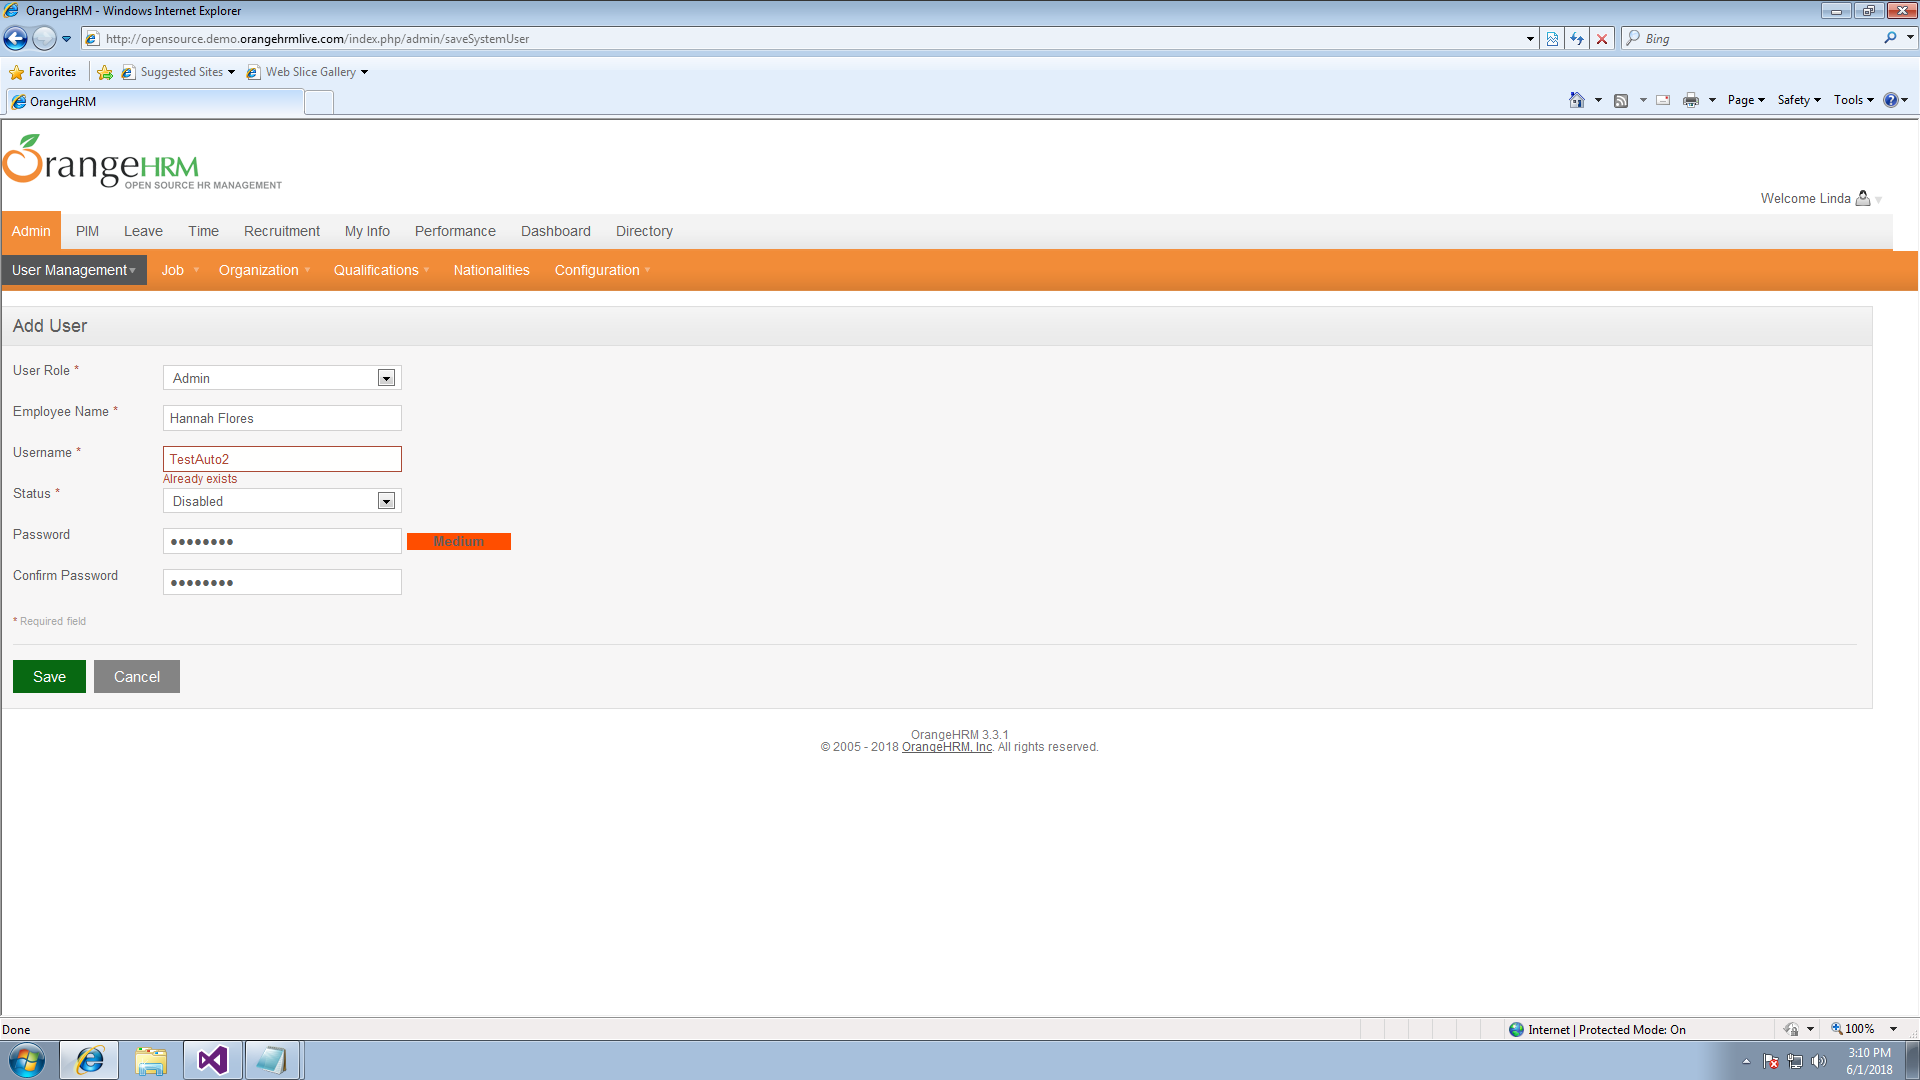 OrangeHRM - Windows Internet Explorer
http://opensource.demo.orangehrmlive.com/index.php/admin/saveSystemUser
Bing
Favorites
Suggested Sites
Web Slice Gallery
OrangeHRM
Page
Safety
Tools
OrangeHRM
OPEN SOURCE HR MANAGEMENT
Welcome Linda
Admin
PIM
Leave
Time
Recruitment
My Info
Performance
Dashboard
Directory
User Management
Job
Organization
Qualifications
Nationalities
Configuration
Add User
User Role *
Admin
Employee Name *
Hannah Flores
Username *
TestAuto2
Already exists
Status *
Disabled
Password
••••••••
Medium
Confirm Password
••••••••
* Required field
Save
Cancel
OrangeHRM 3.3.1
© 2005 - 2018 OrangeHRM, Inc. All rights reserved.
Done
Internet | Protected Mode: On
100%
3:10 PM
6/1/2018